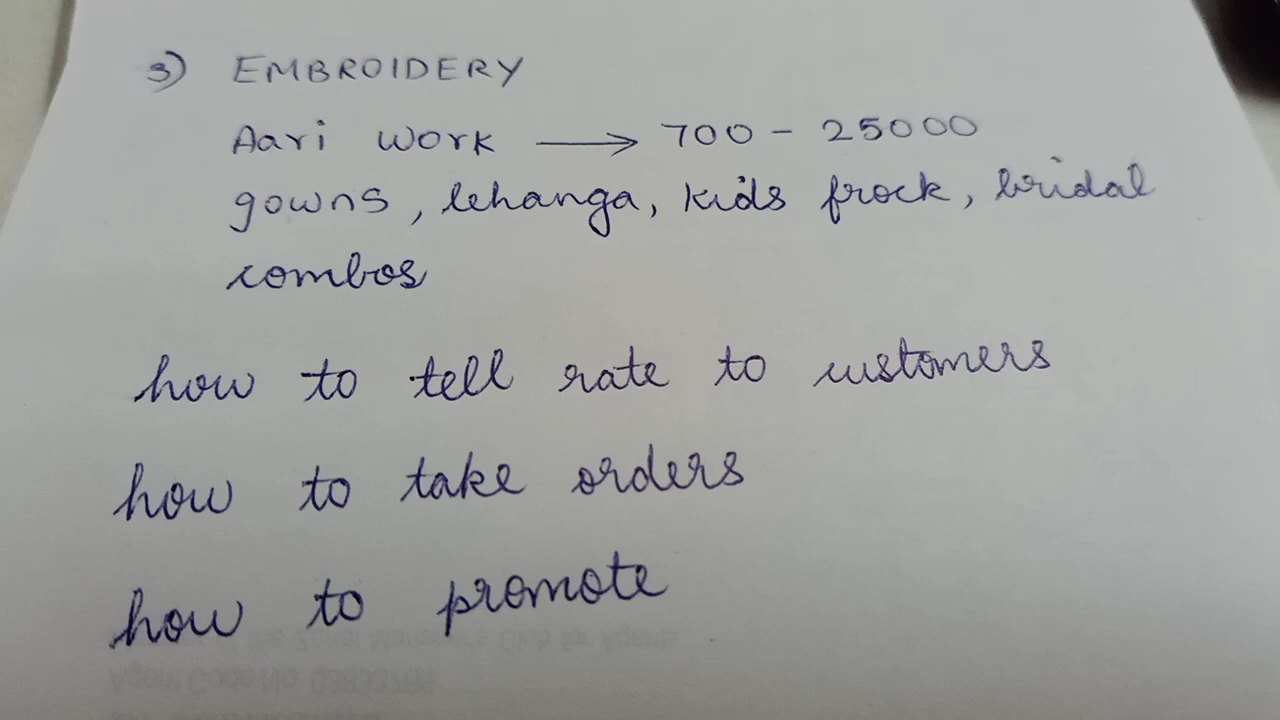 3) EMBROIDERY
Aari work → 700 - 25000
gowns, lehanga, kids frock, bridal
combos
how to tell rate to customers
how to take orders
how to promote